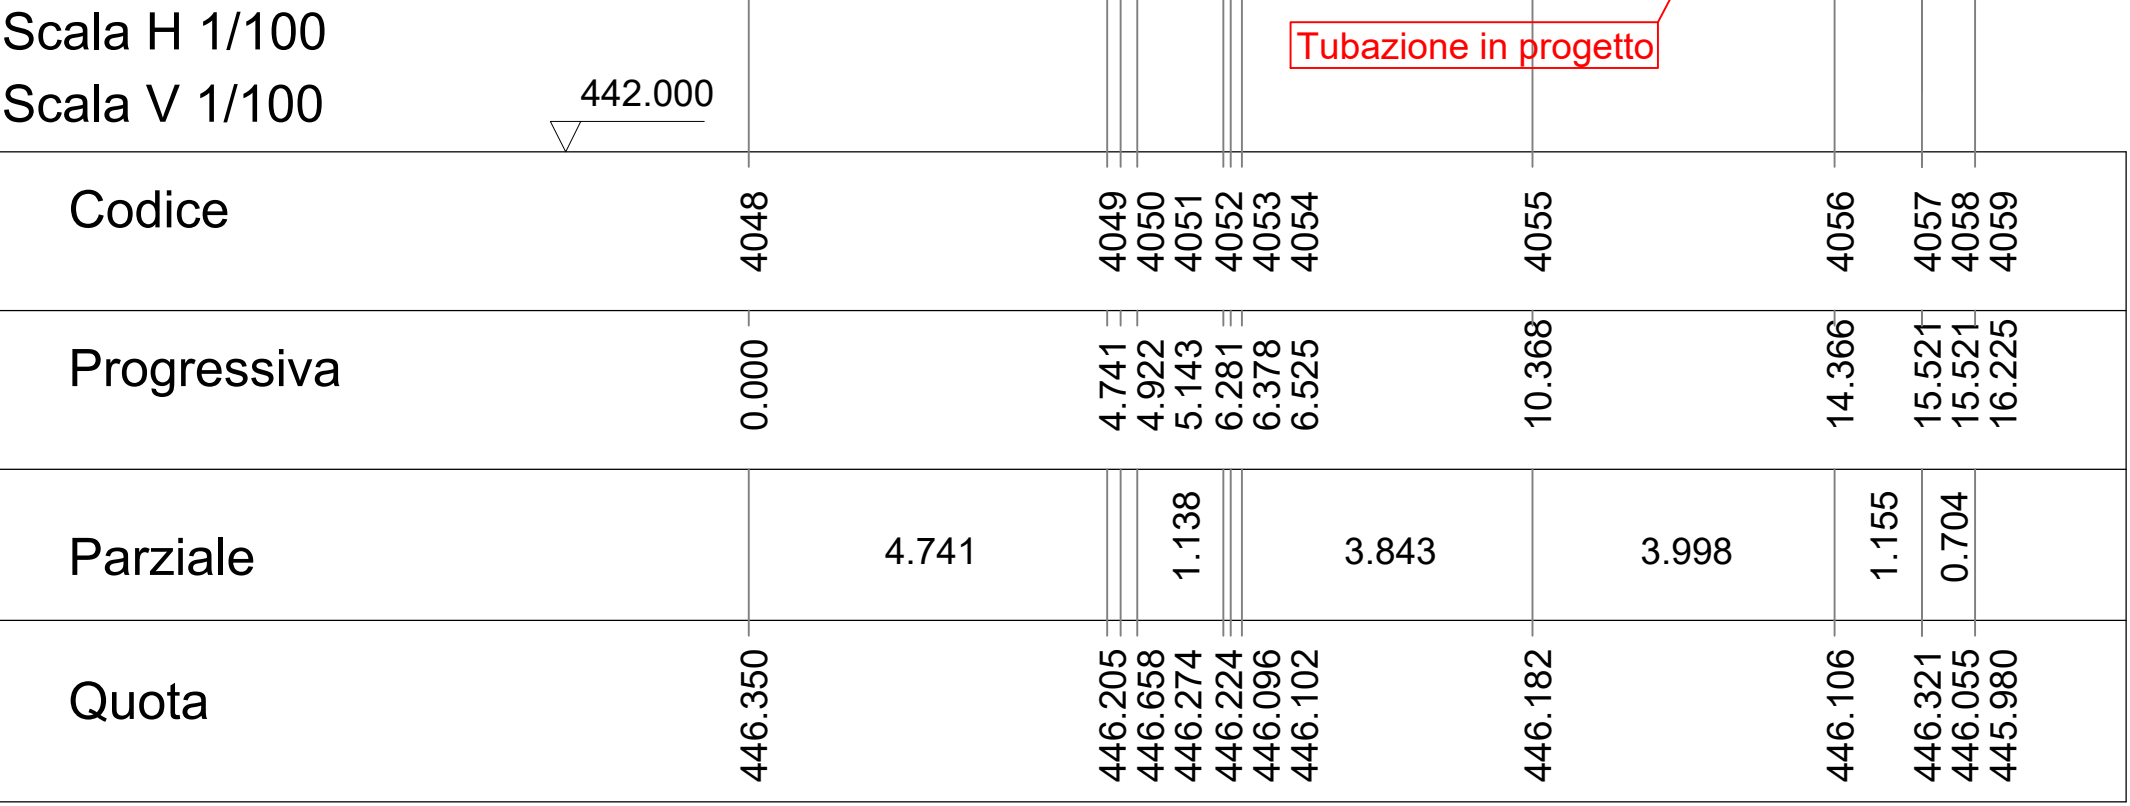 Scala H 1/100
Tubazione in progetto
Scala V 1/100
442.000
Codice 4048 4049 4050 4051 4052 4053 4054 4055 4056 4057 4058 4059
Progressiva 0.000 4.741 4.922 5.143 6.281 6.378 6.525 10.368 14.366 15.521 15.521 16.225
Parziale 4.741 1.138 3.843 3.998 1.155 0.704
Quota 446.350 446.205 446.658 446.274 446.224 446.096 446.102 446.182 446.106 446.321 446.055 445.980